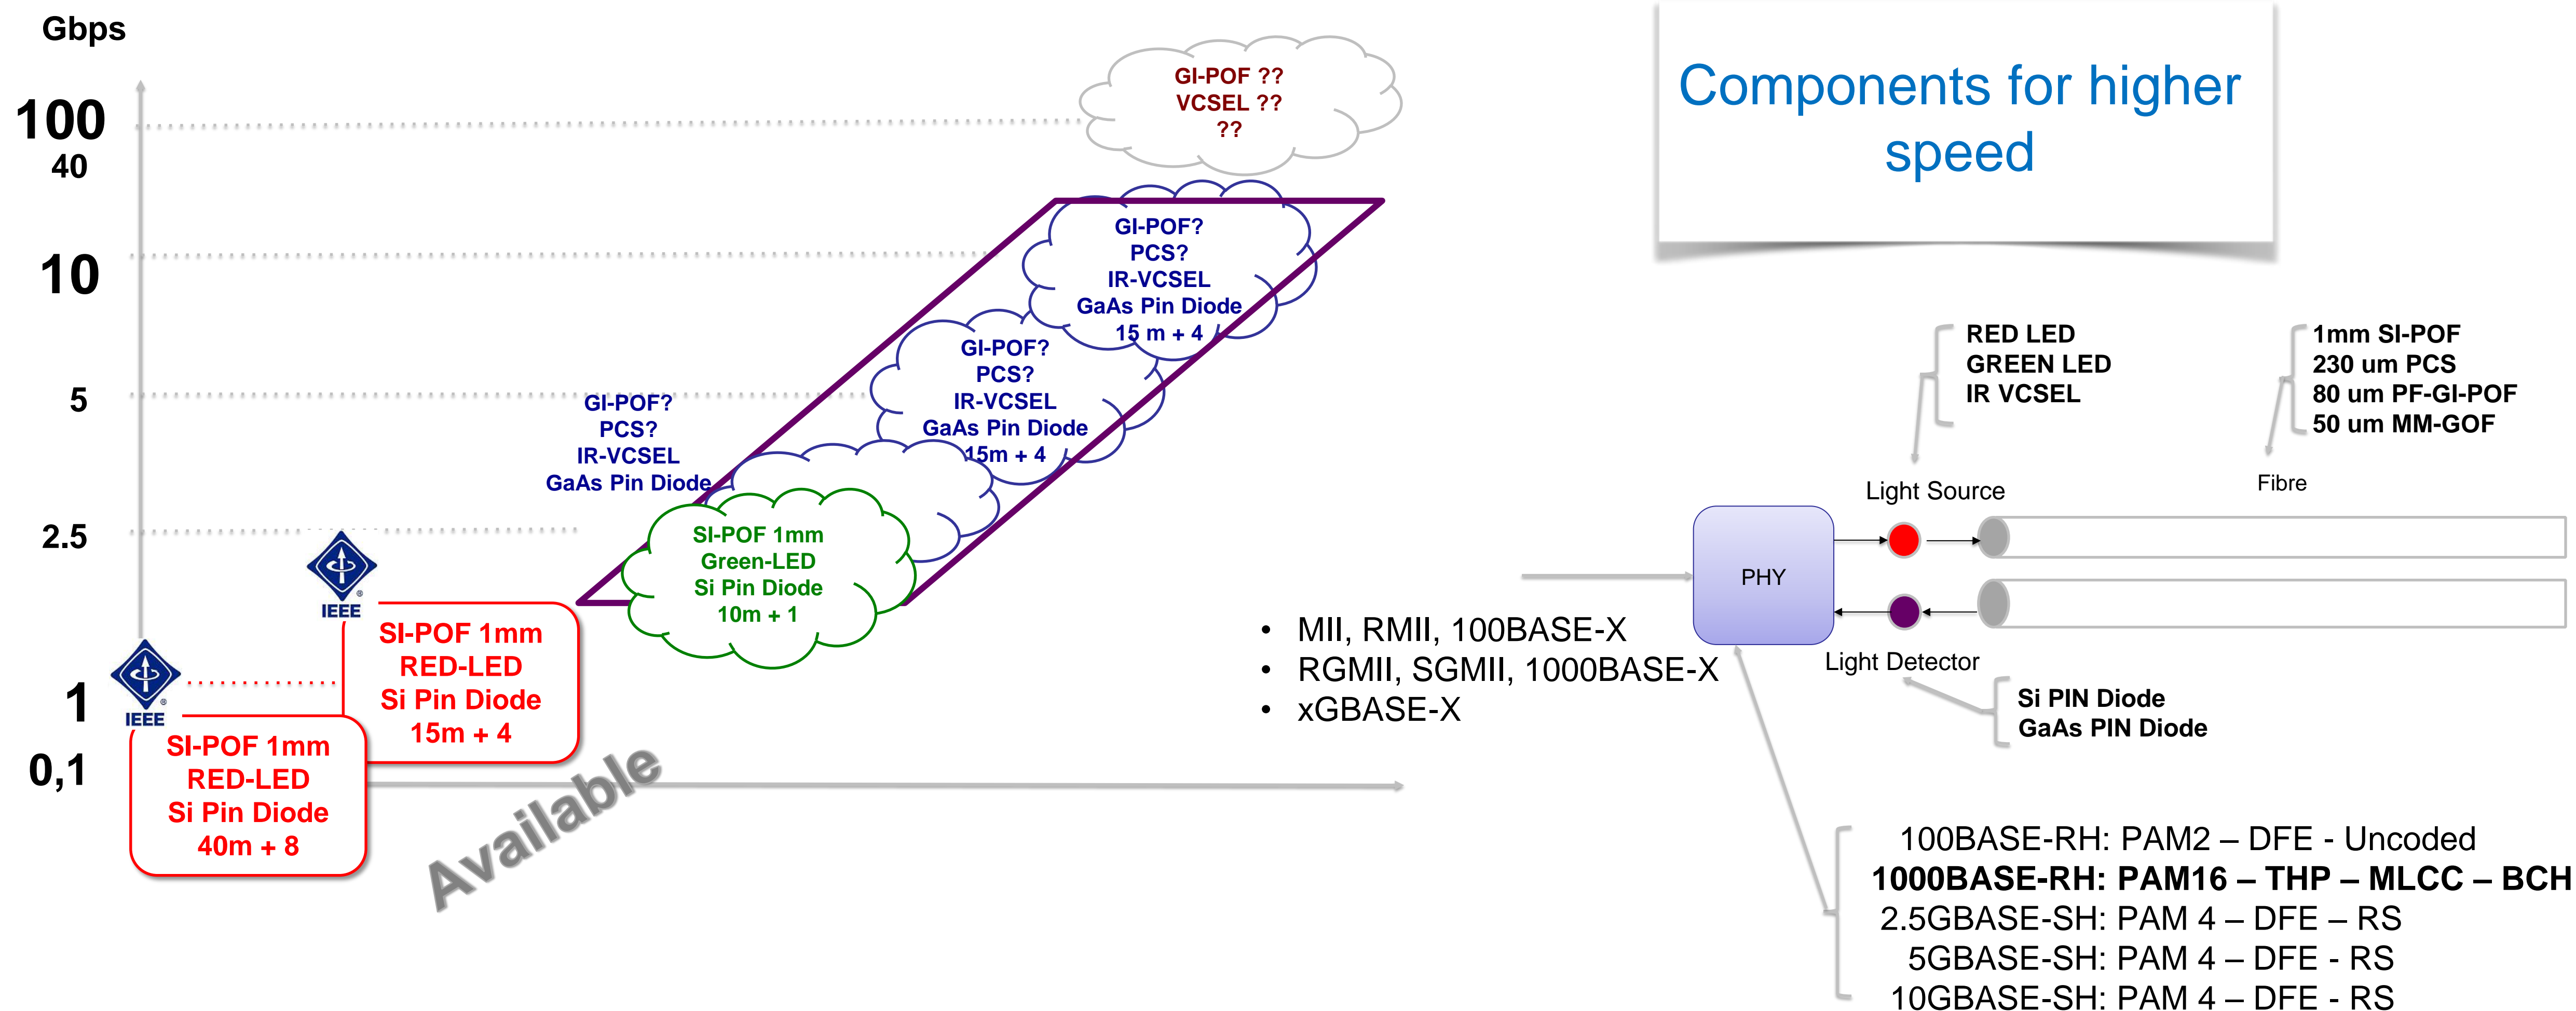 Gbps
100
40
10
5
2.5
1
0,1
GI-POF ??
VCSEL ??
??
GI-POF?
PCS?
IR-VCSEL
GaAs Pin Diode
15 m + 4
GI-POF?
PCS?
IR-VCSEL
GaAs Pin Diode
15m + 4
GI-POF?
PCS?
IR-VCSEL
GaAs Pin Diode
SI-POF 1mm
Green-LED
Si Pin Diode
10m + 1
IEEE
®
SI-POF 1mm
RED-LED
Si Pin Diode
15m + 4
IEEE
®
SI-POF 1mm
RED-LED
Si Pin Diode
40m + 8
Available
Components for higher
speed
RED LED
GREEN LED
IR VCSEL
1mm SI-POF
230 um PCS
80 um PF-GI-POF
50 um MM-GOF
Light Source
Fibre
PHY
• MII, RMII, 100BASE-X
• RGMII, SGMII, 1000BASE-X
• xGBASE-X
Light Detector
Si PIN Diode
GaAs PIN Diode
100BASE-RH: PAM2 – DFE - Uncoded
1000BASE-RH: PAM16 – THP – MLCC – BCH
2.5GBASE-SH: PAM 4 – DFE – RS
5GBASE-SH: PAM 4 – DFE - RS
10GBASE-SH: PAM 4 – DFE - RS